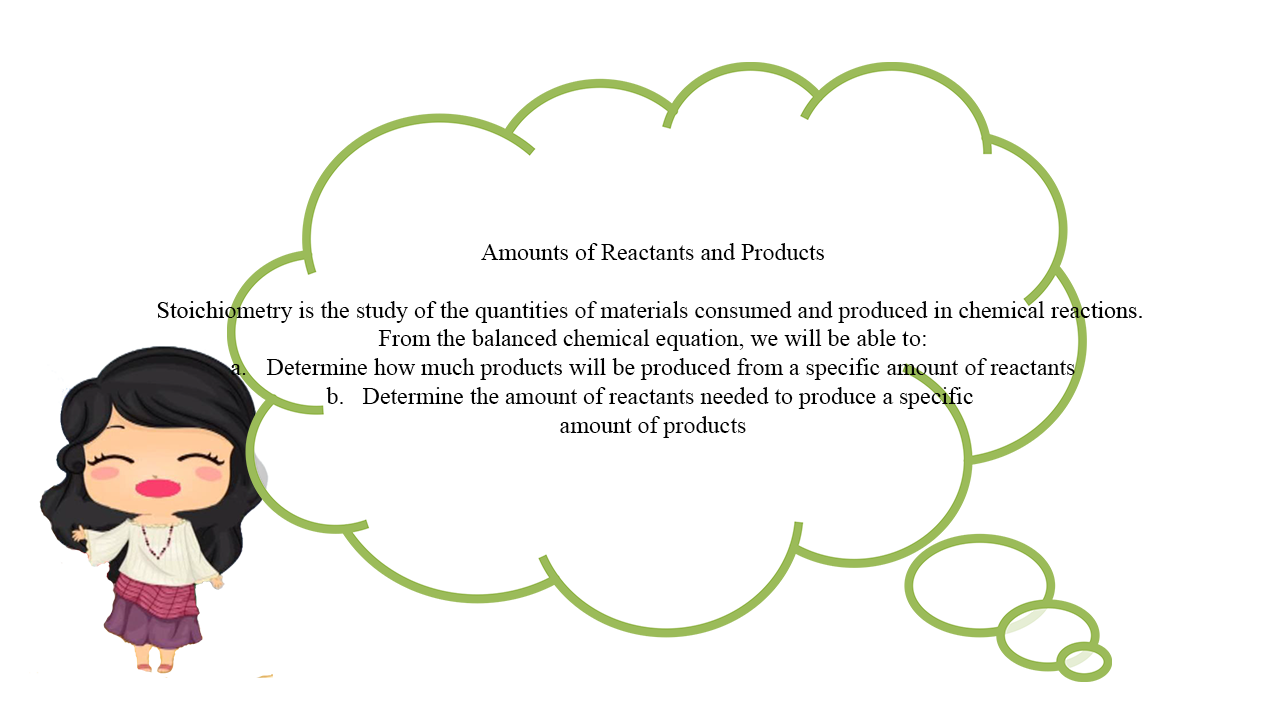 Amounts of Reactants and Products
Stoichiometry is the study of the quantities of materials consumed and produced in chemical reactions.
From the balanced chemical equation, we will be able to:
a. Determine how much products will be produced from a specific amount of reactants
b. Determine the amount of reactants needed to produce a specific
amount of products